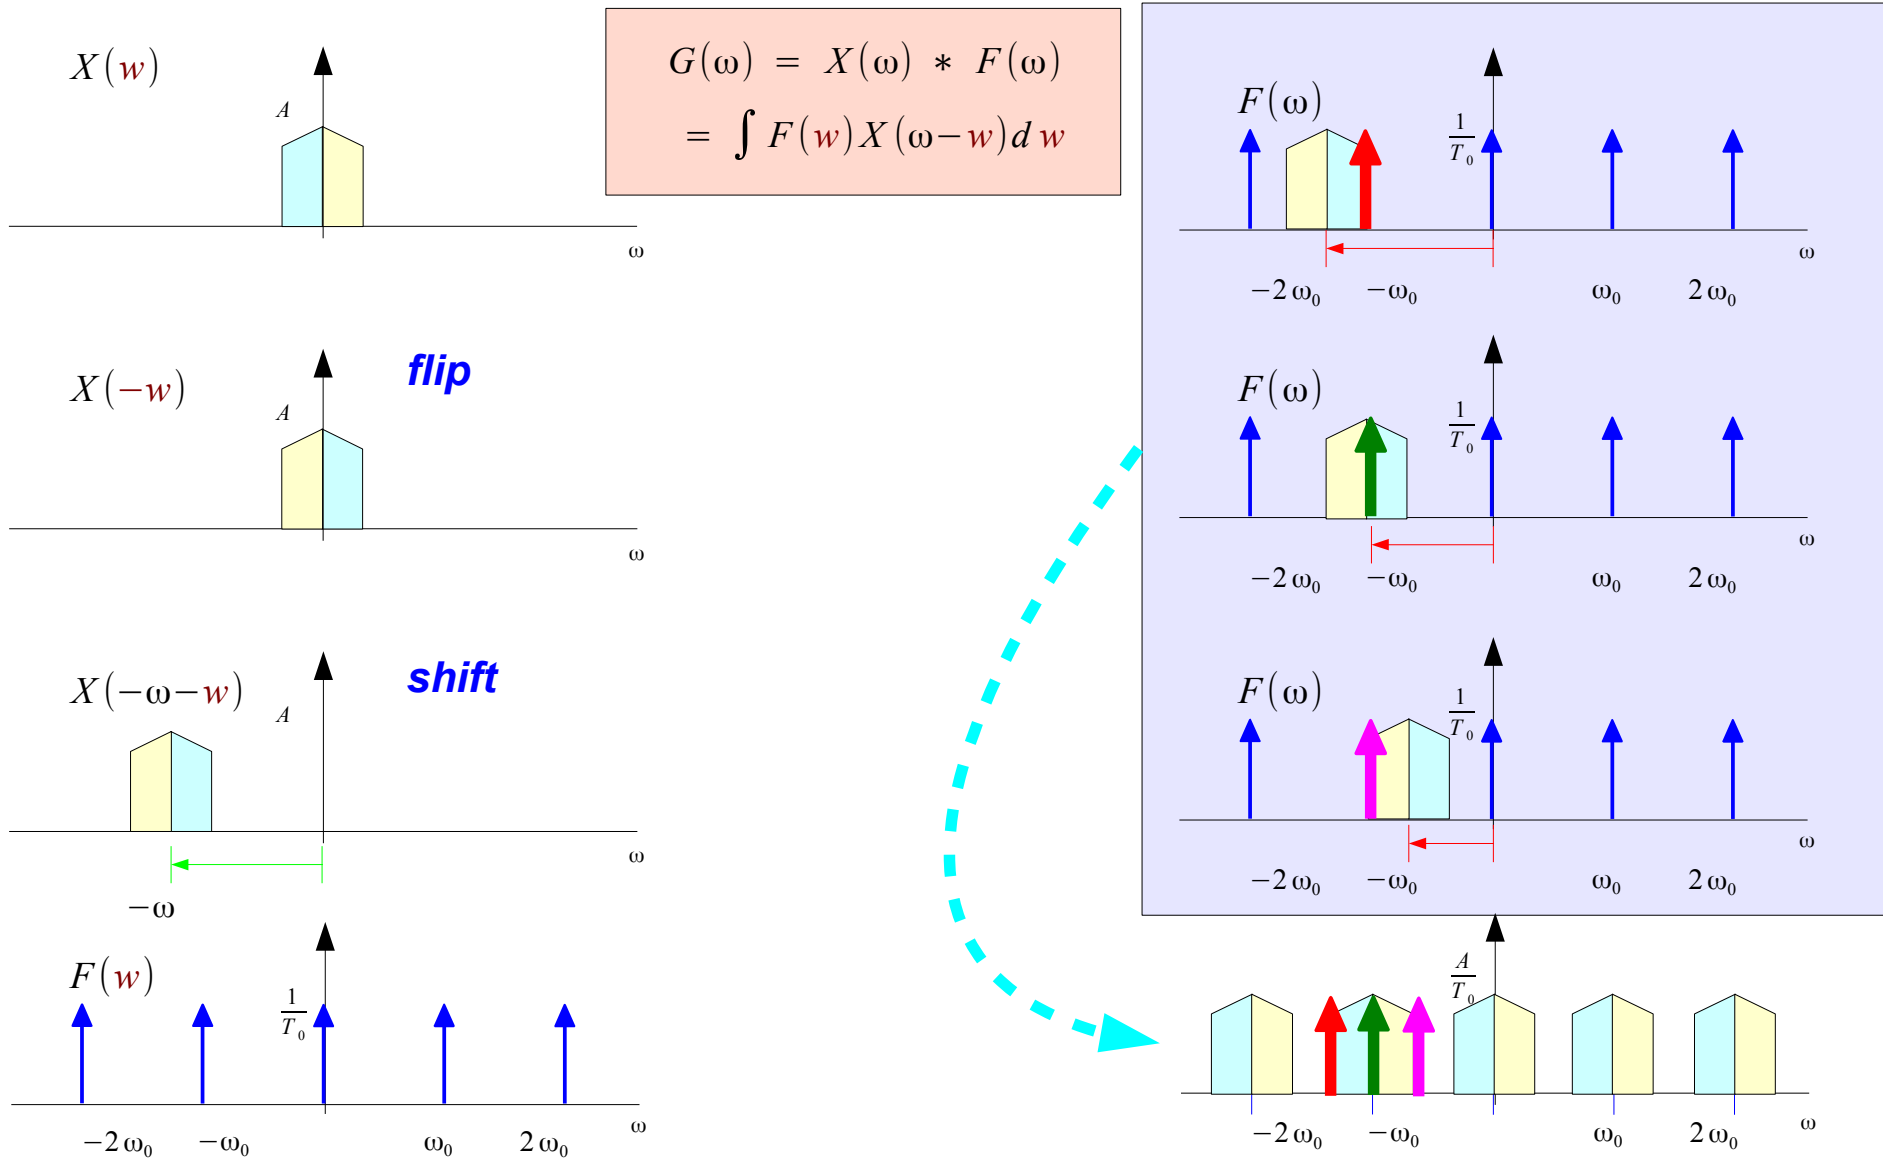 X(w)
A
ω
X(−w)
flip
A
ω
X(−ω−w)
shift
A
ω
−ω
F(w)
1/T₀
ω
−2ω₀ −ω₀ ω₀ 2ω₀
G(ω) = X(ω) * F(ω)
= ∫ F(w) X(ω−w) d w
F(ω)
1/T₀
ω
−2ω₀ −ω₀ ω₀ 2ω₀
F(ω)
1/T₀
ω
−2ω₀ −ω₀ ω₀ 2ω₀
F(ω)
1/T₀
ω
−2ω₀ −ω₀ ω₀ 2ω₀
A/T₀
−2ω₀ −ω₀ ω₀ 2ω₀ ω